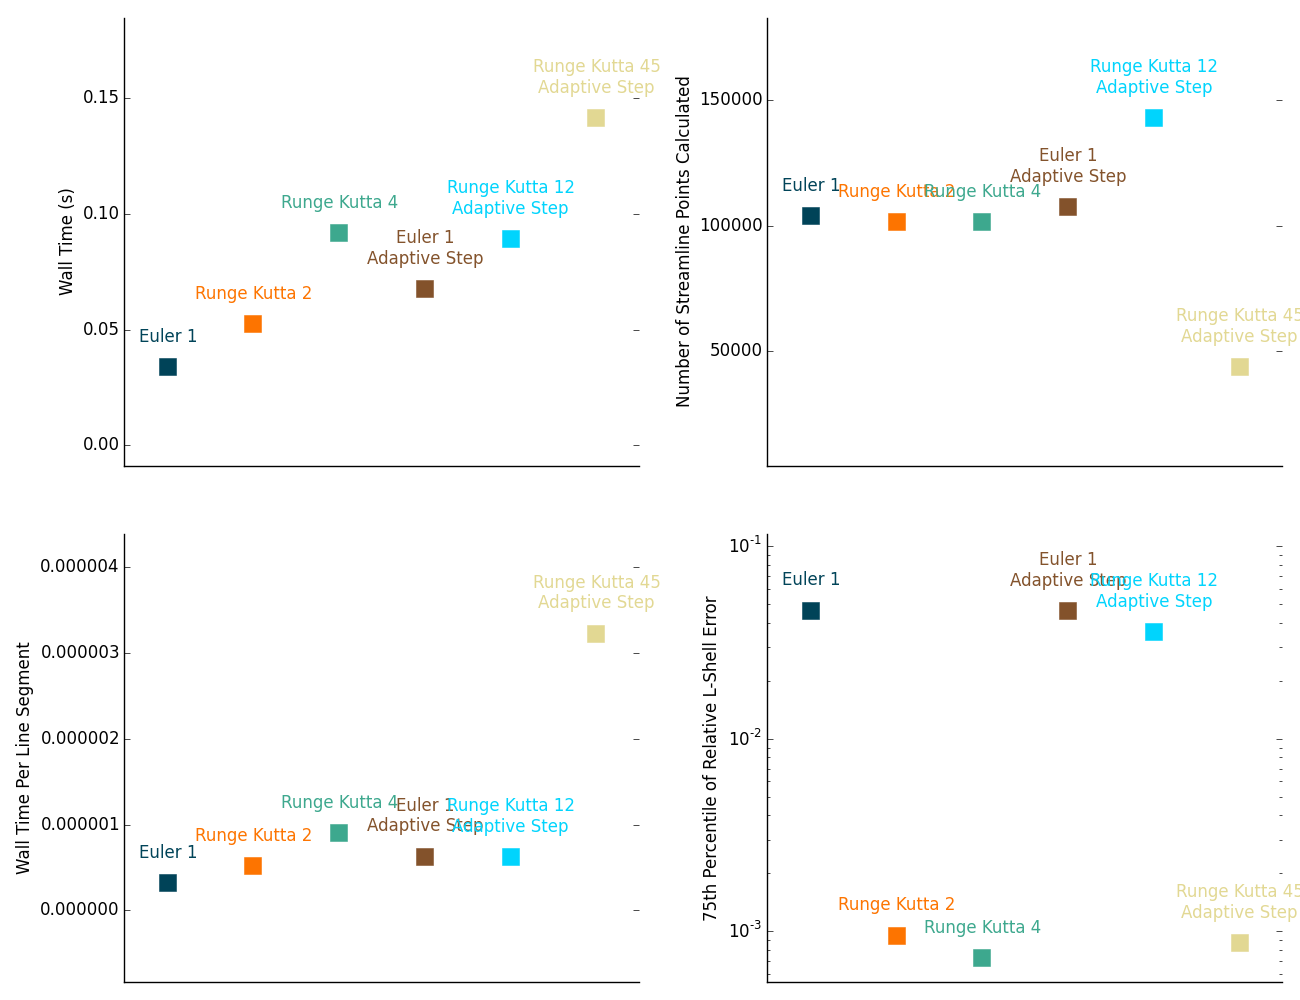 Wall Time (s)
0.15
0.10
0.05
0.00
Runge Kutta 45
Adaptive Step
Runge Kutta 12
Adaptive Step
Runge Kutta 4
Euler 1
Adaptive Step
Runge Kutta 2
Euler 1
Number of Streamline Points Calculated
150000
100000
50000
Runge Kutta 12
Adaptive Step
Euler 1
Adaptive Step
Euler 1
Runge Kutta 2
Runge Kutta 4
Runge Kutta 45
Adaptive Step
Wall Time Per Line Segment
0.000004
0.000003
0.000002
0.000001
0.000000
Runge Kutta 45
Adaptive Step
Runge Kutta 4
Euler 1
Adaptive Step
Runge Kutta 12
Adaptive Step
Runge Kutta 2
Euler 1
75th Percentile of Relative L-Shell Error
10⁻¹
10⁻²
10⁻³
Euler 1
Euler 1
Adaptive Step
Runge Kutta 12
Adaptive Step
Runge Kutta 2
Runge Kutta 4
Runge Kutta 45
Adaptive Step